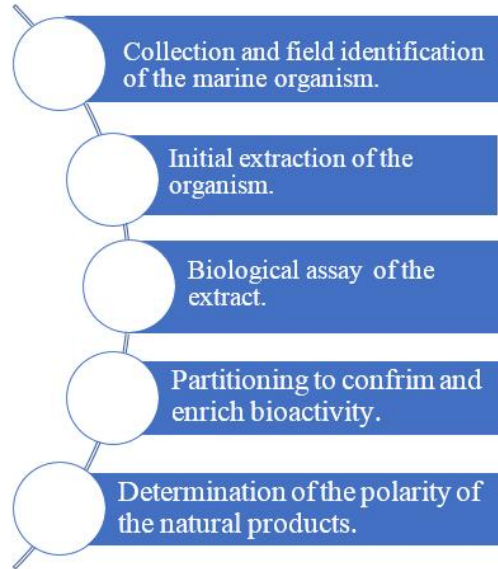 Collection and field identification
of the marine organism.
Initial extraction of the
organism.
Biological assay of the
extract.
Partitioning to confrim and
enrich bioactivity.
Determination of the polarity of
the natural products.